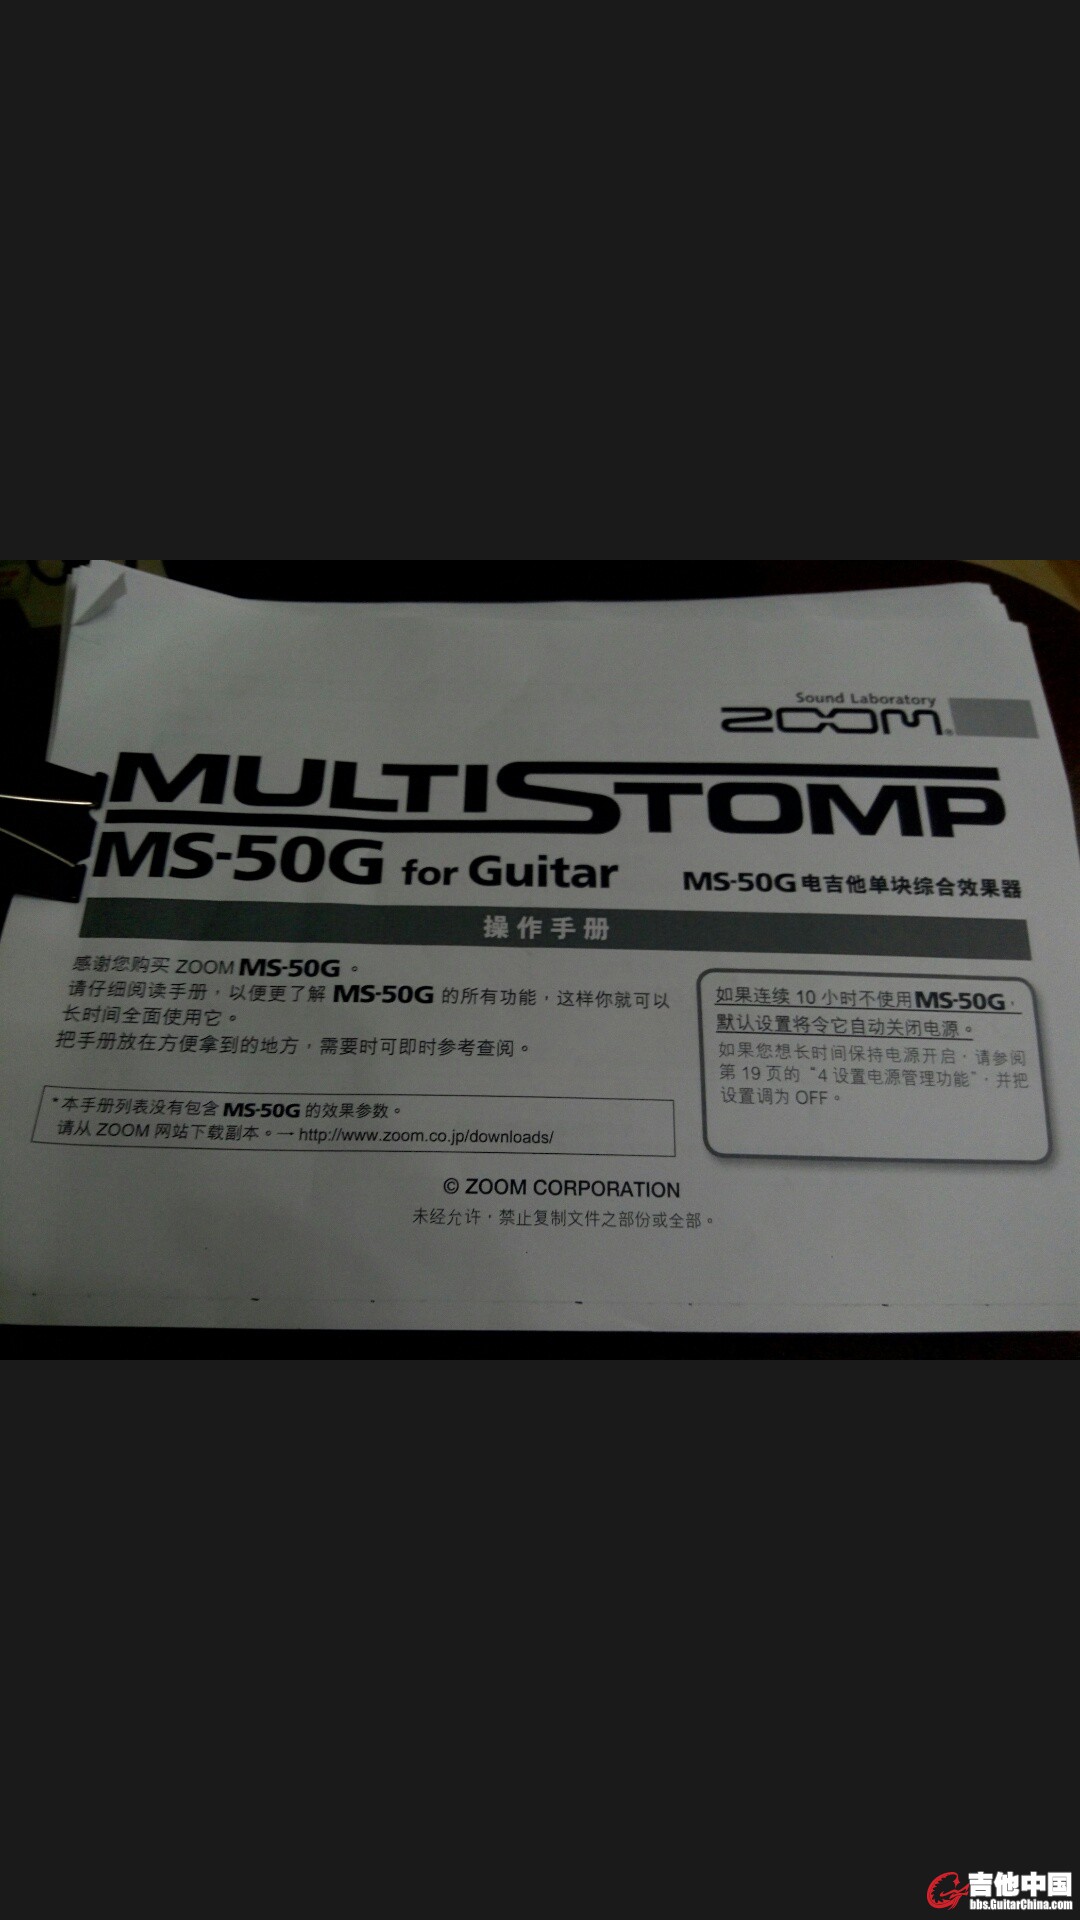 Sound Laboratory
ZOOM®
MULTISTOMP
MS-50G for Guitar
MS-50G电吉他单块综合效果器
操作手册
感谢您购买 ZOOM MS-50G。
请仔细阅读手册，以便更了解 MS-50G 的所有功能，这样你就可以
长时间全面使用它。
把手册放在方便拿到的地方，需要时可即时参考查阅。
*本手册列表没有包含 MS-50G 的效果参数。
请从 ZOOM 网站下载副本。→ http://www.zoom.co.jp/downloads/
如果连续 10 小时不使用MS-50G，
默认设置将令它自动关闭电源。
如果您想长时间保持电源开启，请参阅
第 19 页的“4 设置电源管理功能”，并把
设置调为 OFF。
© ZOOM CORPORATION
未经允许，禁止复制文件之部份或全部。
吉他中国
bbs.GuitarChina.com